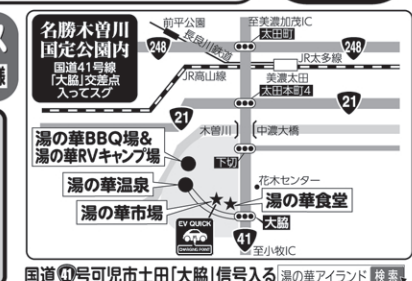 名勝木曽川
国定公園内
国道41号線
「大脇」交差点
入ってスグ
前平公園
至美濃加茂IC
太田町
248
248
長良川鉄道
JR太多線
JR高山線
美濃太田
太田本町4
21
21
木曽川
中濃大橋
湯の華BBQ場&
湯の華RVキャンプ場
下切
花木センター
湯の華温泉
湯の華食堂
湯の華市場
大脇
EV QUICK
CHARGING POINT
41
至小牧IC
国道41号可児市土田「大脇」信号入る
湯の華アイランド
検索